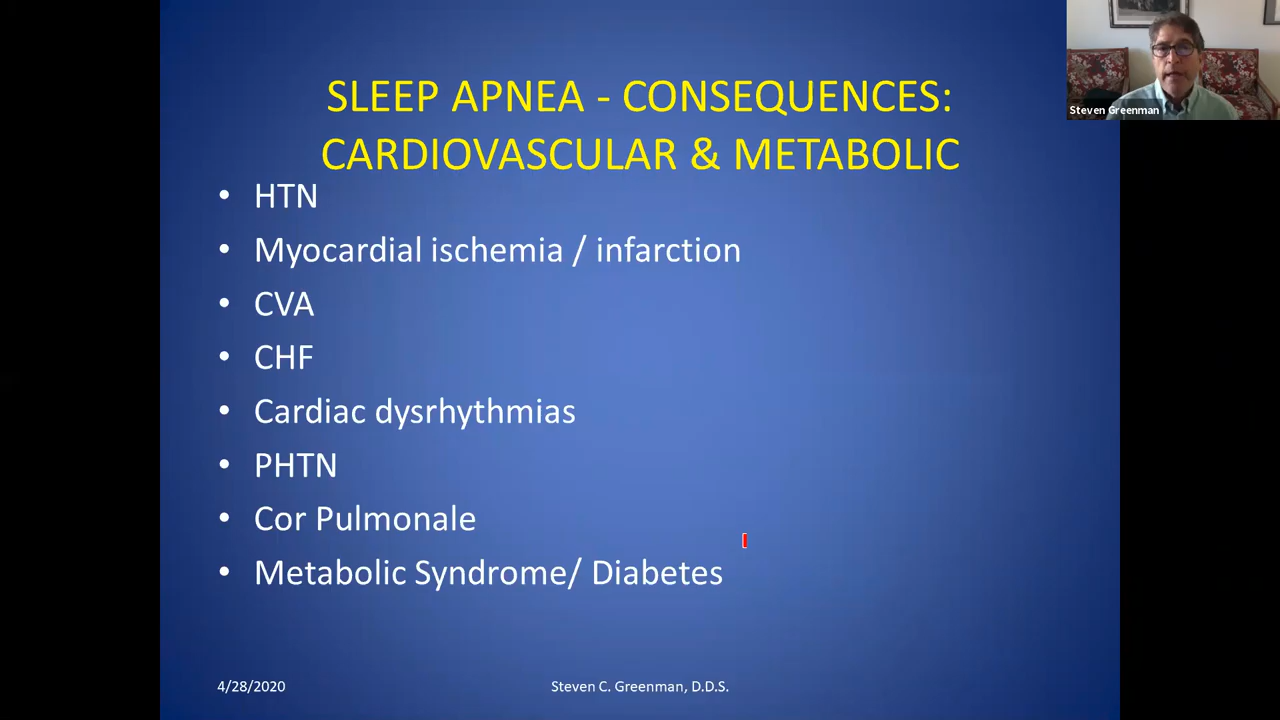 SLEEP APNEA - CONSEQUENCES:
CARDIOVASCULAR & METABOLIC
• HTN
• Myocardial ischemia / infarction
• CVA
• CHF
• Cardiac dysrhythmias
• PHTN
• Cor Pulmonale
• Metabolic Syndrome/ Diabetes
4/28/2020
Steven C. Greenman, D.D.S.
Steven Greenman